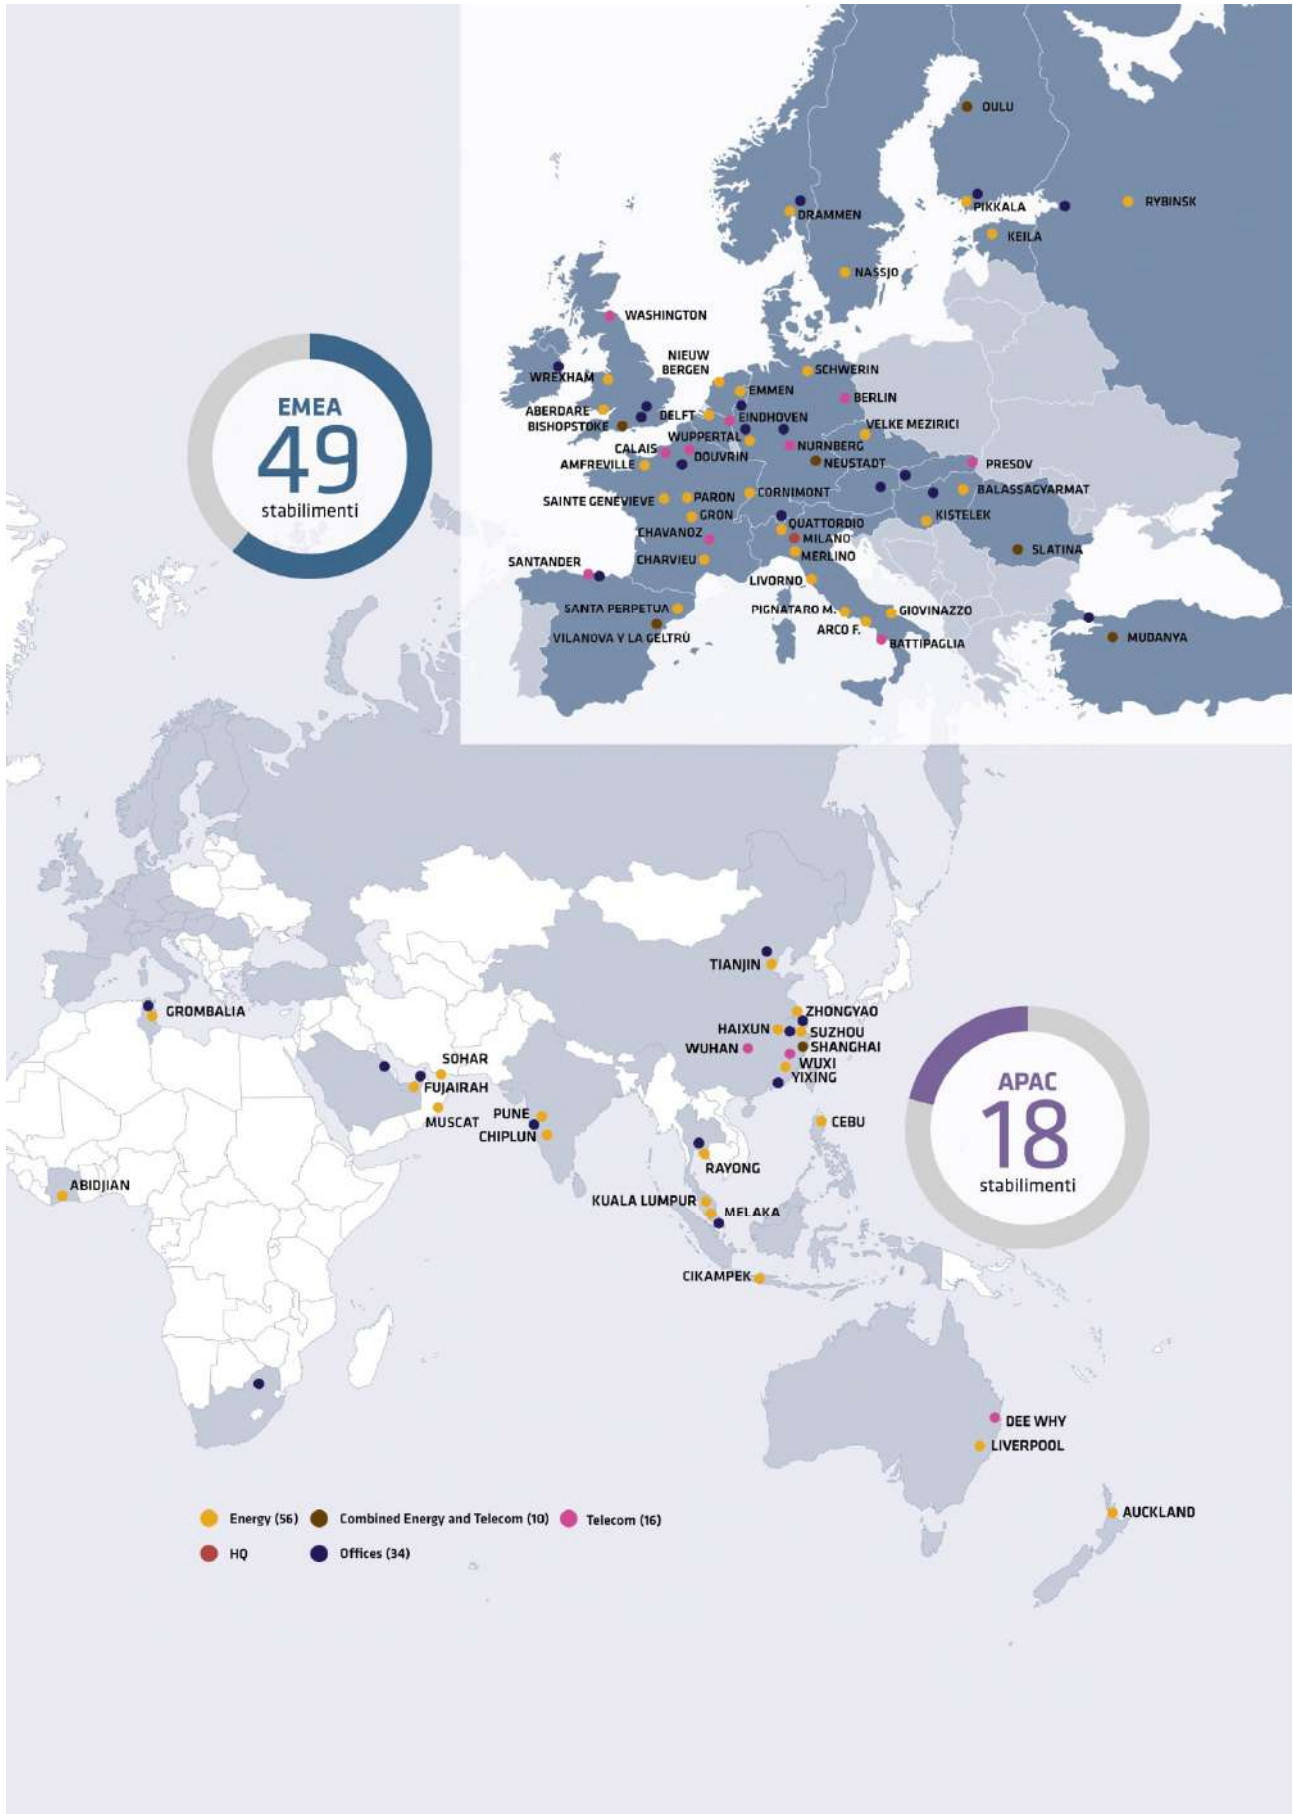 OULU
RYBINSK
PIKKALA
DRAMMEN
KEILA
NASSJO
WASHINGTON
NIEUW
BERGEN
SCHWERIN
WREXHAM
EMMEN
BERLIN
EMEA
49
stabilimenti
ABERDARE
DELFT
EINDHOVEN
BISHOPSTOKE
VELKE MEZIRICI
WUPPERTAL
NURNBERG
CALAIS
DOUVRIN
NEUSTADT
PRESOV
AMFREVILLE
BALASSAGYARMAT
CORNIMONT
SAINTE GENEVIEVE
PARON
GRON
KISTELEK
QUATTORDIO
CHAVANOZ
MILANO
SLATINA
MERLINO
CHARVIEU
SANTANDER
LIVORNO
SANTA PERPETUA
PIGNATARO M.
GIOVINAZZO
ARCO F.
VILANOVA Y LA GELTRÙ
BATTIPAGLIA
MUDANYA
TIANJIN
GROMBALIA
ZHONGYAO
HAIXUN
SUZHOU
WUHAN
SHANGHAI
SOHAR
WUXI
YIXING
FUJAIRAH
APAC
18
stabilimenti
MUSCAT
PUNE
CHIPLUN
CEBU
RAYONG
ABIDJIAN
KUALA LUMPUR
MELAKA
CIKAMPEK
DEE WHY
LIVERPOOL
AUCKLAND
Energy (56)
Combined Energy and Telecom (10)
Telecom (16)
HQ
Offices (34)